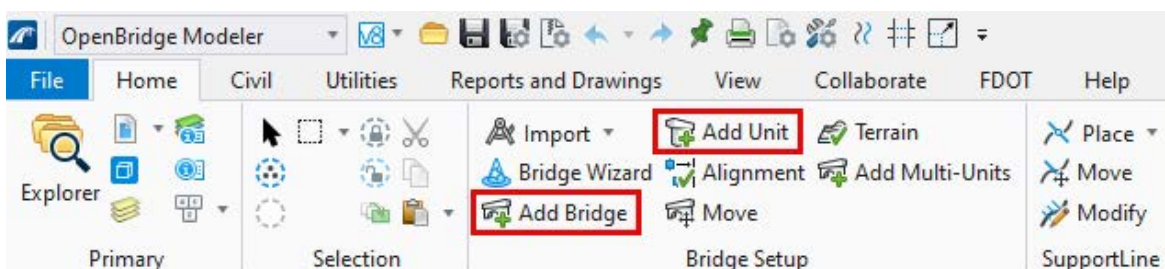 OpenBridge Modeler
File Home Civil Utilities Reports and Drawings View Collaborate FDOT Help
Import Add Unit Terrain Place
Explorer Bridge Wizard Alignment Add Multi-Units Move
Add Bridge Move Modify
Primary Selection Bridge Setup SupportLine